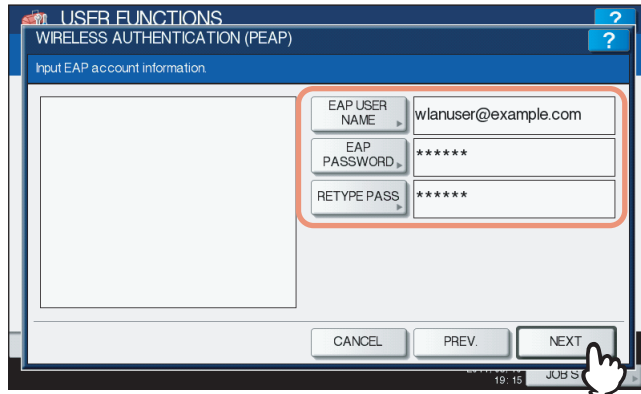 USER FUNCTIONS
?
WIRELESS AUTHENTICATION (PEAP)
?
Input EAP account information.
EAP USER
NAME
wlanuser@example.com
EAP
PASSWORD
******
RETYPE PASS
******
CANCEL
PREV.
NEXT
19: 15
JOB S